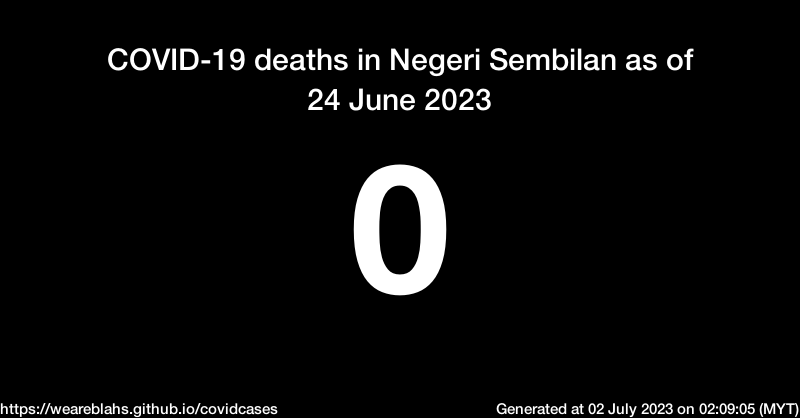 COVID-19 deaths in Negeri Sembilan as of
24 June 2023
0
https://weareblahs.github.io/covidcases
Generated at 02 July 2023 on 02:09:05 (MYT)